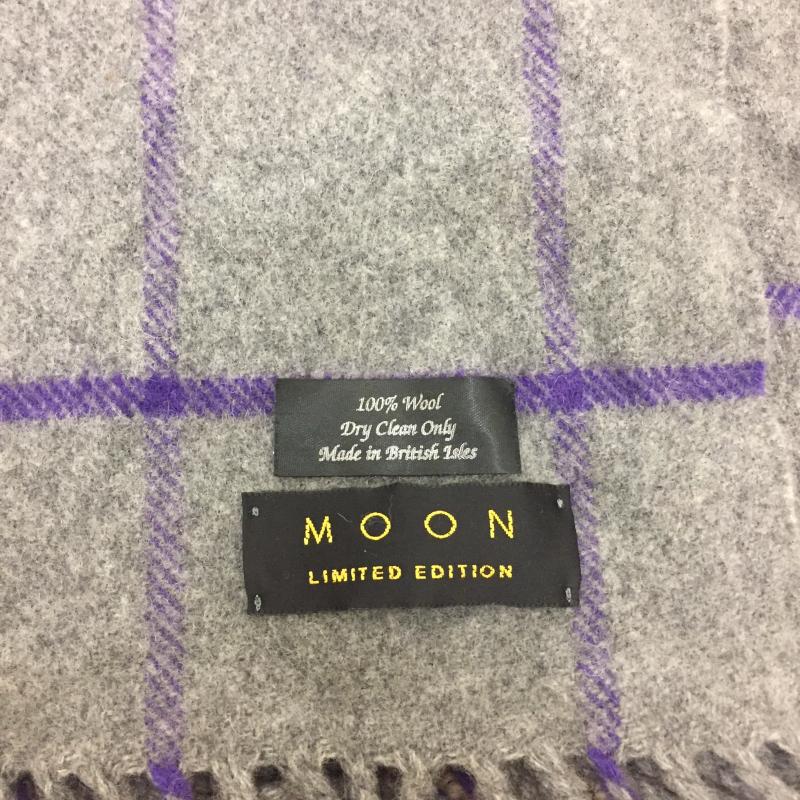 100% Wool
Dry Clean Only
Made in British Isles
MOON
LIMITED EDITION